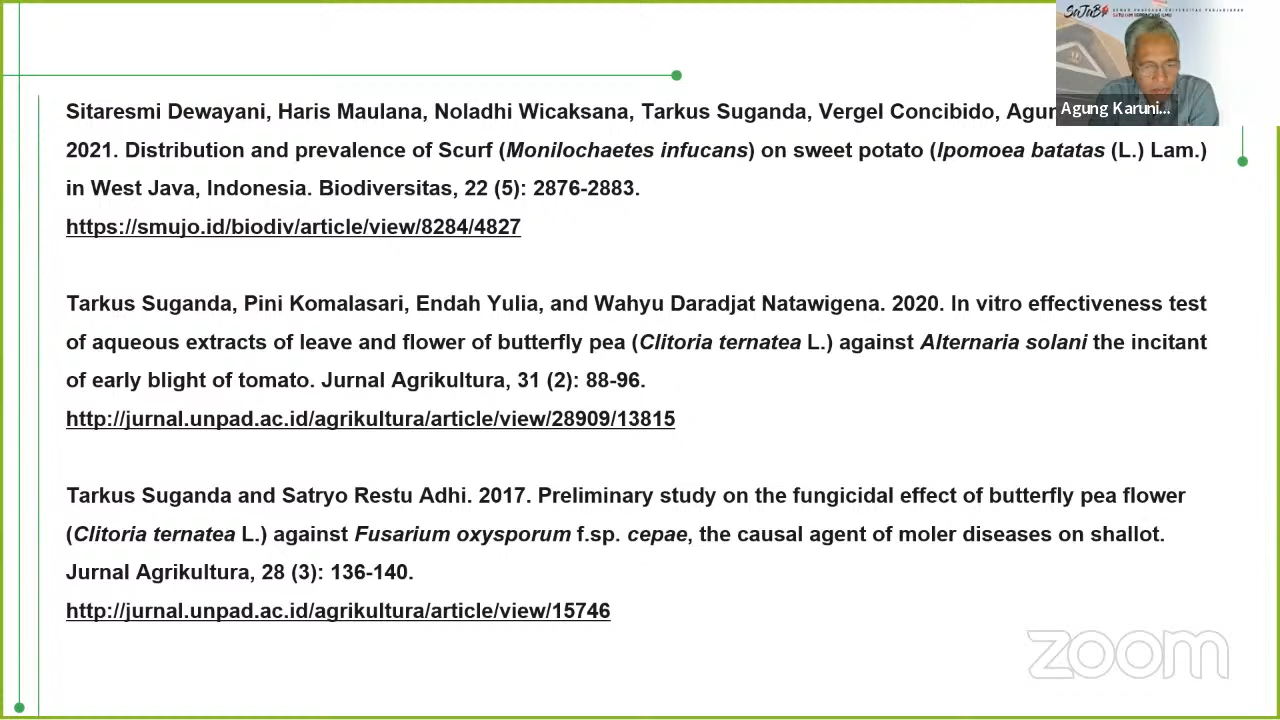 SaTaB
Sitaresmi Dewayani, Haris Maulana, Noladhi Wicaksana, Tarkus Suganda, Vergel Concibido, Agu
Agung Karuni...
2021. Distribution and prevalence of Scurf (Monilochaetes infucans) on sweet potato (Ipomoea batatas (L.) Lam.)
in West Java, Indonesia. Biodiversitas, 22 (5): 2876-2883.
https://smujo.id/biodiv/article/view/8284/4827
Tarkus Suganda, Pini Komalasari, Endah Yulia, and Wahyu Daradjat Natawigena. 2020. In vitro effectiveness test
of aqueous extracts of leave and flower of butterfly pea (Clitoria ternatea L.) against Alternaria solani the incitant
of early blight of tomato. Jurnal Agrikultura, 31 (2): 88-96.
http://jurnal.unpad.ac.id/agrikultura/article/view/28909/13815
Tarkus Suganda and Satryo Restu Adhi. 2017. Preliminary study on the fungicidal effect of butterfly pea flower
(Clitoria ternatea L.) against Fusarium oxysporum f.sp. cepae, the causal agent of moler diseases on shallot.
Jurnal Agrikultura, 28 (3): 136-140.
http://jurnal.unpad.ac.id/agrikultura/article/view/15746
zoom